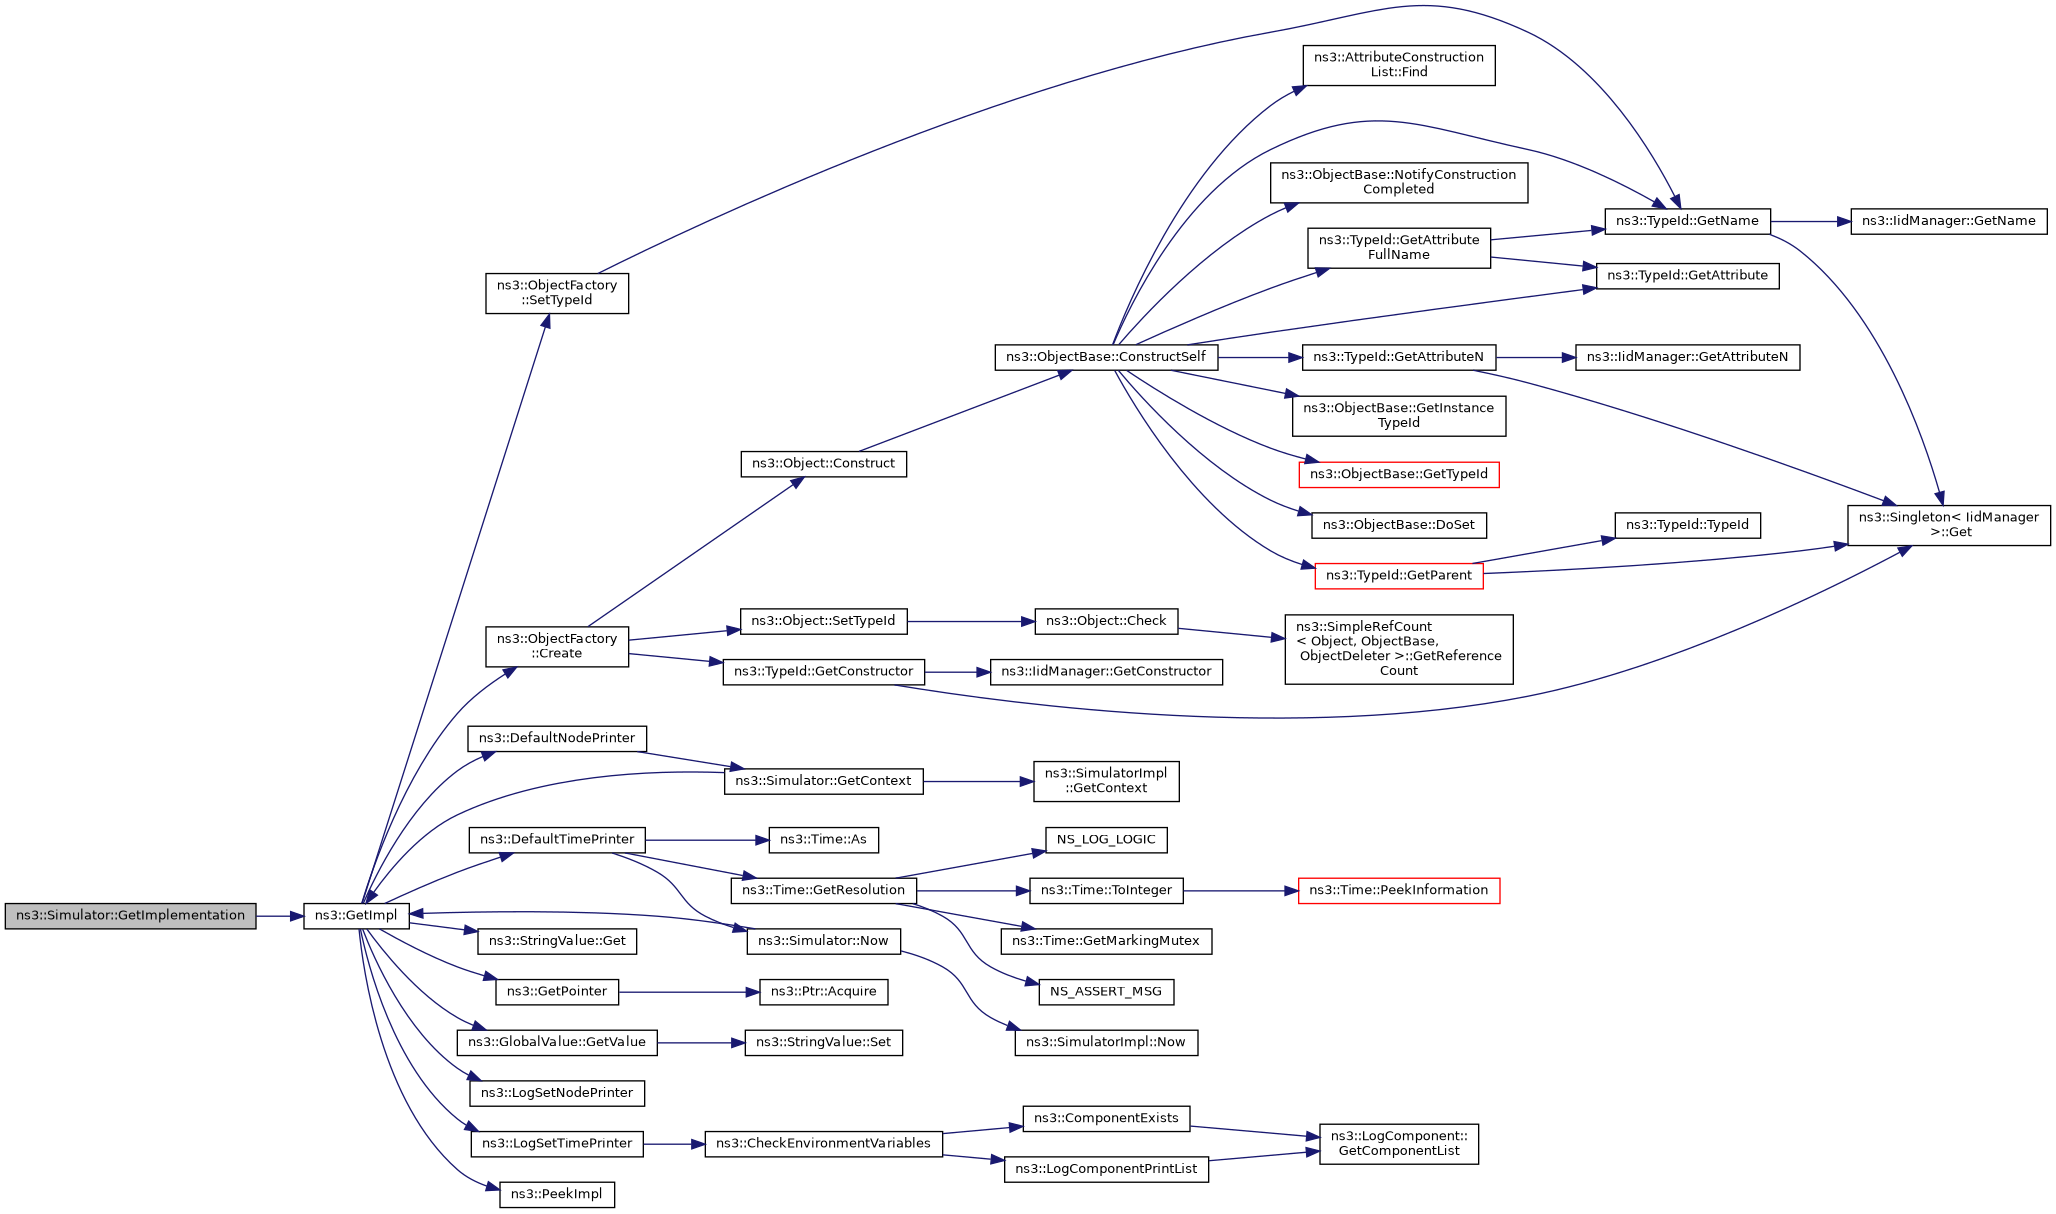 ns3::Simulator::GetImplementation
ns3::GetImpl
ns3::ObjectFactory
::SetTypeId
ns3::ObjectFactory
::Create
ns3::DefaultNodePrinter
ns3::DefaultTimePrinter
ns3::StringValue::Get
ns3::GetPointer
ns3::GlobalValue::GetValue
ns3::LogSetNodePrinter
ns3::LogSetTimePrinter
ns3::PeekImpl
ns3::Object::Construct
ns3::Object::SetTypeId
ns3::TypeId::GetConstructor
ns3::Simulator::GetContext
ns3::Time::As
ns3::Time::GetResolution
ns3::Simulator::Now
ns3::Ptr::Acquire
ns3::StringValue::Set
ns3::CheckEnvironmentVariables
ns3::ObjectBase::ConstructSelf
ns3::Object::Check
ns3::IidManager::GetConstructor
ns3::SimulatorImpl
::GetContext
NS_LOG_LOGIC
ns3::Time::ToInteger
ns3::Time::GetMarkingMutex
NS_ASSERT_MSG
ns3::SimulatorImpl::Now
ns3::ComponentExists
ns3::LogComponentPrintList
ns3::AttributeConstruction
List::Find
ns3::ObjectBase::NotifyConstruction
Completed
ns3::TypeId::GetAttribute
FullName
ns3::TypeId::GetAttributeN
ns3::ObjectBase::GetInstance
TypeId
ns3::ObjectBase::GetTypeId
ns3::ObjectBase::DoSet
ns3::TypeId::GetParent
ns3::SimpleRefCount
< Object, ObjectBase,
ObjectDeleter >::GetReference
Count
ns3::Time::PeekInformation
ns3::LogComponent::
GetComponentList
ns3::TypeId::GetName
ns3::TypeId::GetAttribute
ns3::IidManager::GetAttributeN
ns3::TypeId::TypeId
ns3::IidManager::GetName
ns3::Singleton< IidManager
>::Get